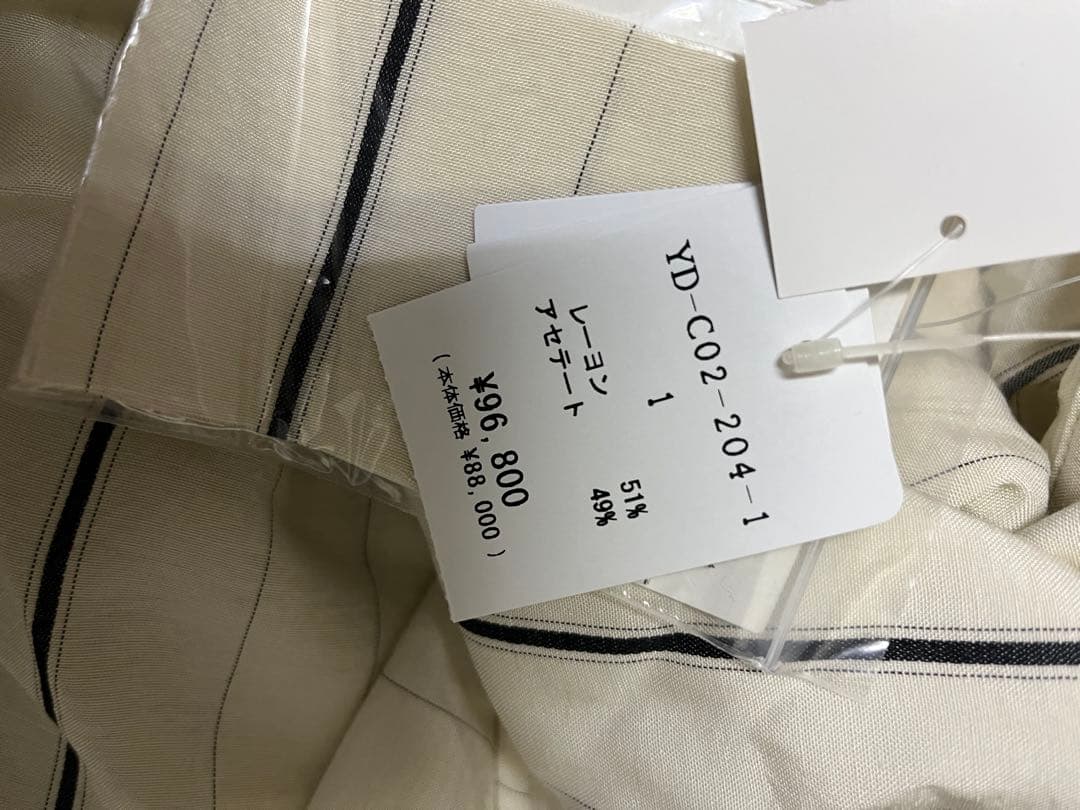 YD-C02-204-1
1
レーヨン 51%
アセテート 49%
¥96,800
(本体価格 ¥88,000)